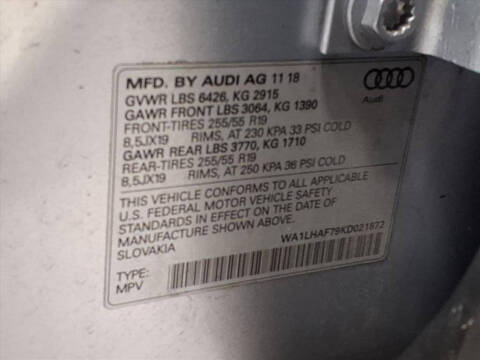 MFD. BY AUDI AG 11 18
GVWR LBS 6426, KG 2915
GAWR FRONT LBS 3064, KG 1390
FRONT-TIRES 255/55 R19
8,5JX19 RIMS, AT 230 KPA 33 PSI COLD
GAWR REAR LBS 3770, KG 1710
REAR-TIRES 255/55 R19
8,5JX19 RIMS, AT 250 KPA 36 PSI COLD
THIS VEHICLE CONFORMS TO ALL APPLICABLE
U.S. FEDERAL MOTOR VEHICLE SAFETY
STANDARDS IN EFFECT ON THE DATE OF
MANUFACTURE SHOWN ABOVE.
SLOVAKIA
WA1LHAF79KD021872
TYPE:
MPV
Audi